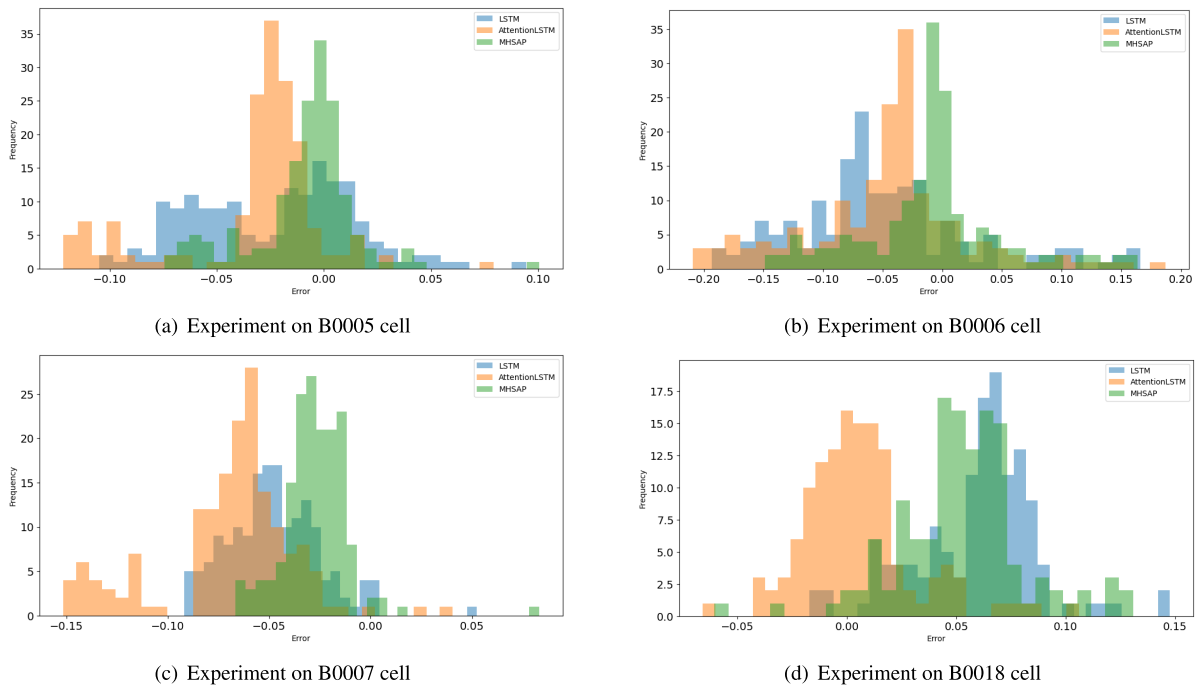 35
30
25
20
15
10
5
0
Frequency
−0.10
−0.05
0.00
0.05
0.10
Error
LSTM
AttentionLSTM
MHSAP
(a) Experiment on B0005 cell
35
30
25
20
15
10
5
0
Frequency
−0.20
−0.15
−0.10
−0.05
0.00
0.05
0.10
0.15
0.20
Error
LSTM
AttentionLSTM
MHSAP
(b) Experiment on B0006 cell
25
20
15
10
5
0
Frequency
−0.15
−0.10
−0.05
0.00
0.05
Error
LSTM
AttentionLSTM
MHSAP
(c) Experiment on B0007 cell
17.5
15.0
12.5
10.0
7.5
5.0
2.5
0.0
Frequency
−0.05
0.00
0.05
0.10
0.15
Error
LSTM
AttentionLSTM
MHSAP
(d) Experiment on B0018 cell